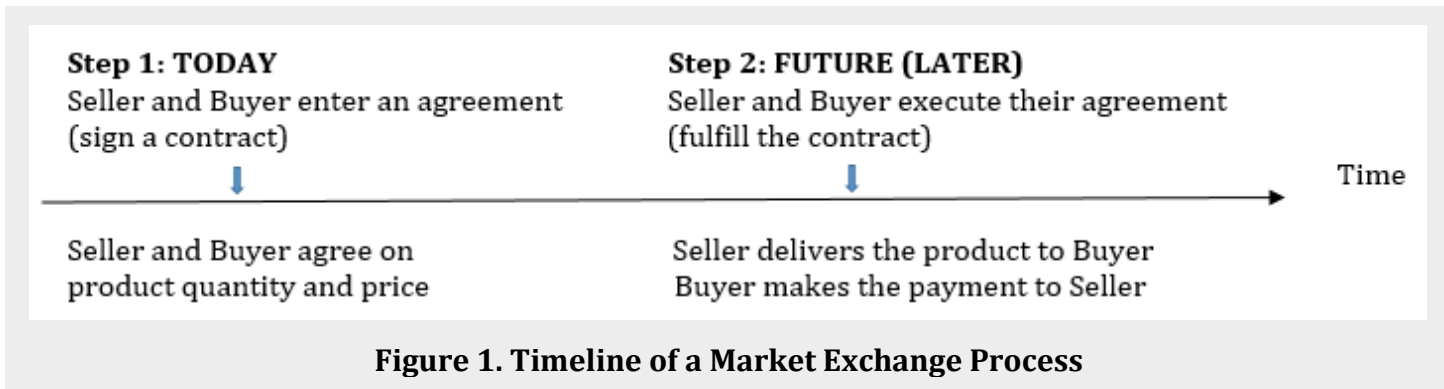 Step 1: TODAY
Seller and Buyer enter an agreement
(sign a contract)
Step 2: FUTURE (LATER)
Seller and Buyer execute their agreement
(fulfill the contract)
Time
Seller and Buyer agree on
product quantity and price
Seller delivers the product to Buyer
Buyer makes the payment to Seller
Figure 1. Timeline of a Market Exchange Process